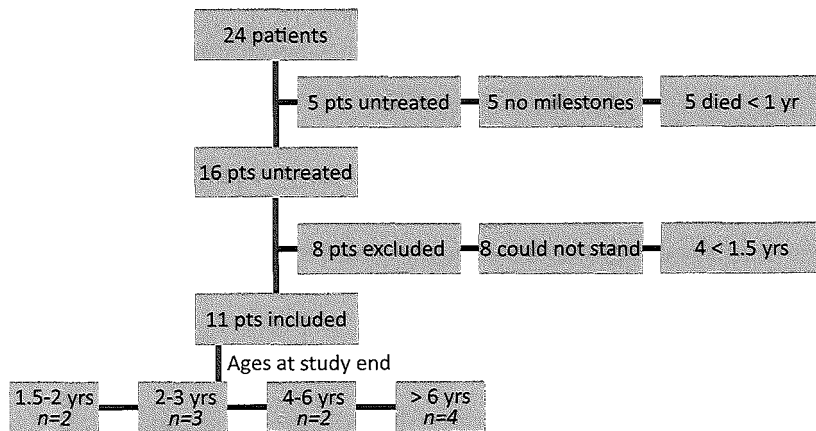 24 patients
5 pts untreated
5 no milestones
5 died < 1 yr
16 pts untreated
8 pts excluded
8 could not stand
4 < 1.5 yrs
11 pts included
Ages at study end
1.5-2 yrs
n=2
2-3 yrs
n=3
4-6 yrs
n=2
> 6 yrs
n=4